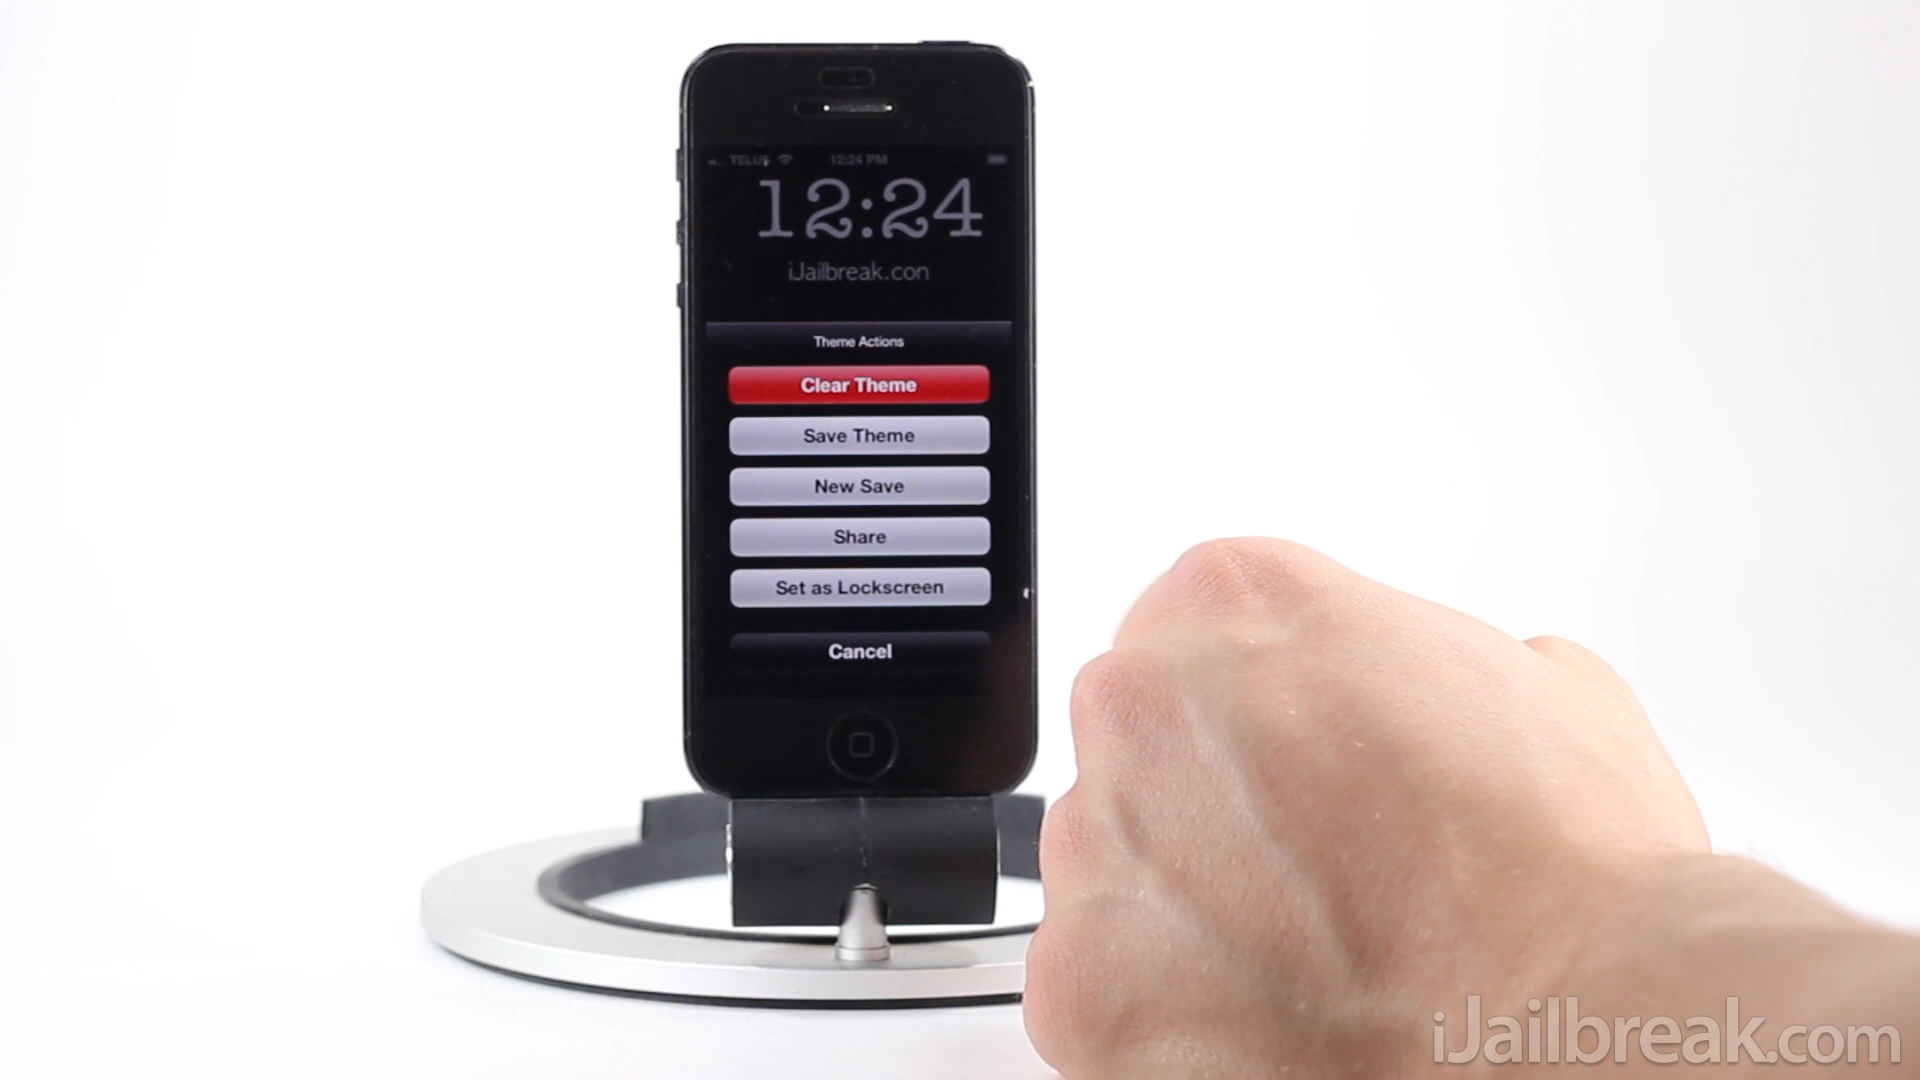 TELUS 12:24 PM
12:24
iJailbreak.con
Theme Actions
Clear Theme
Save Theme
New Save
Share
Set as Lockscreen
Cancel
iJailbreak.com